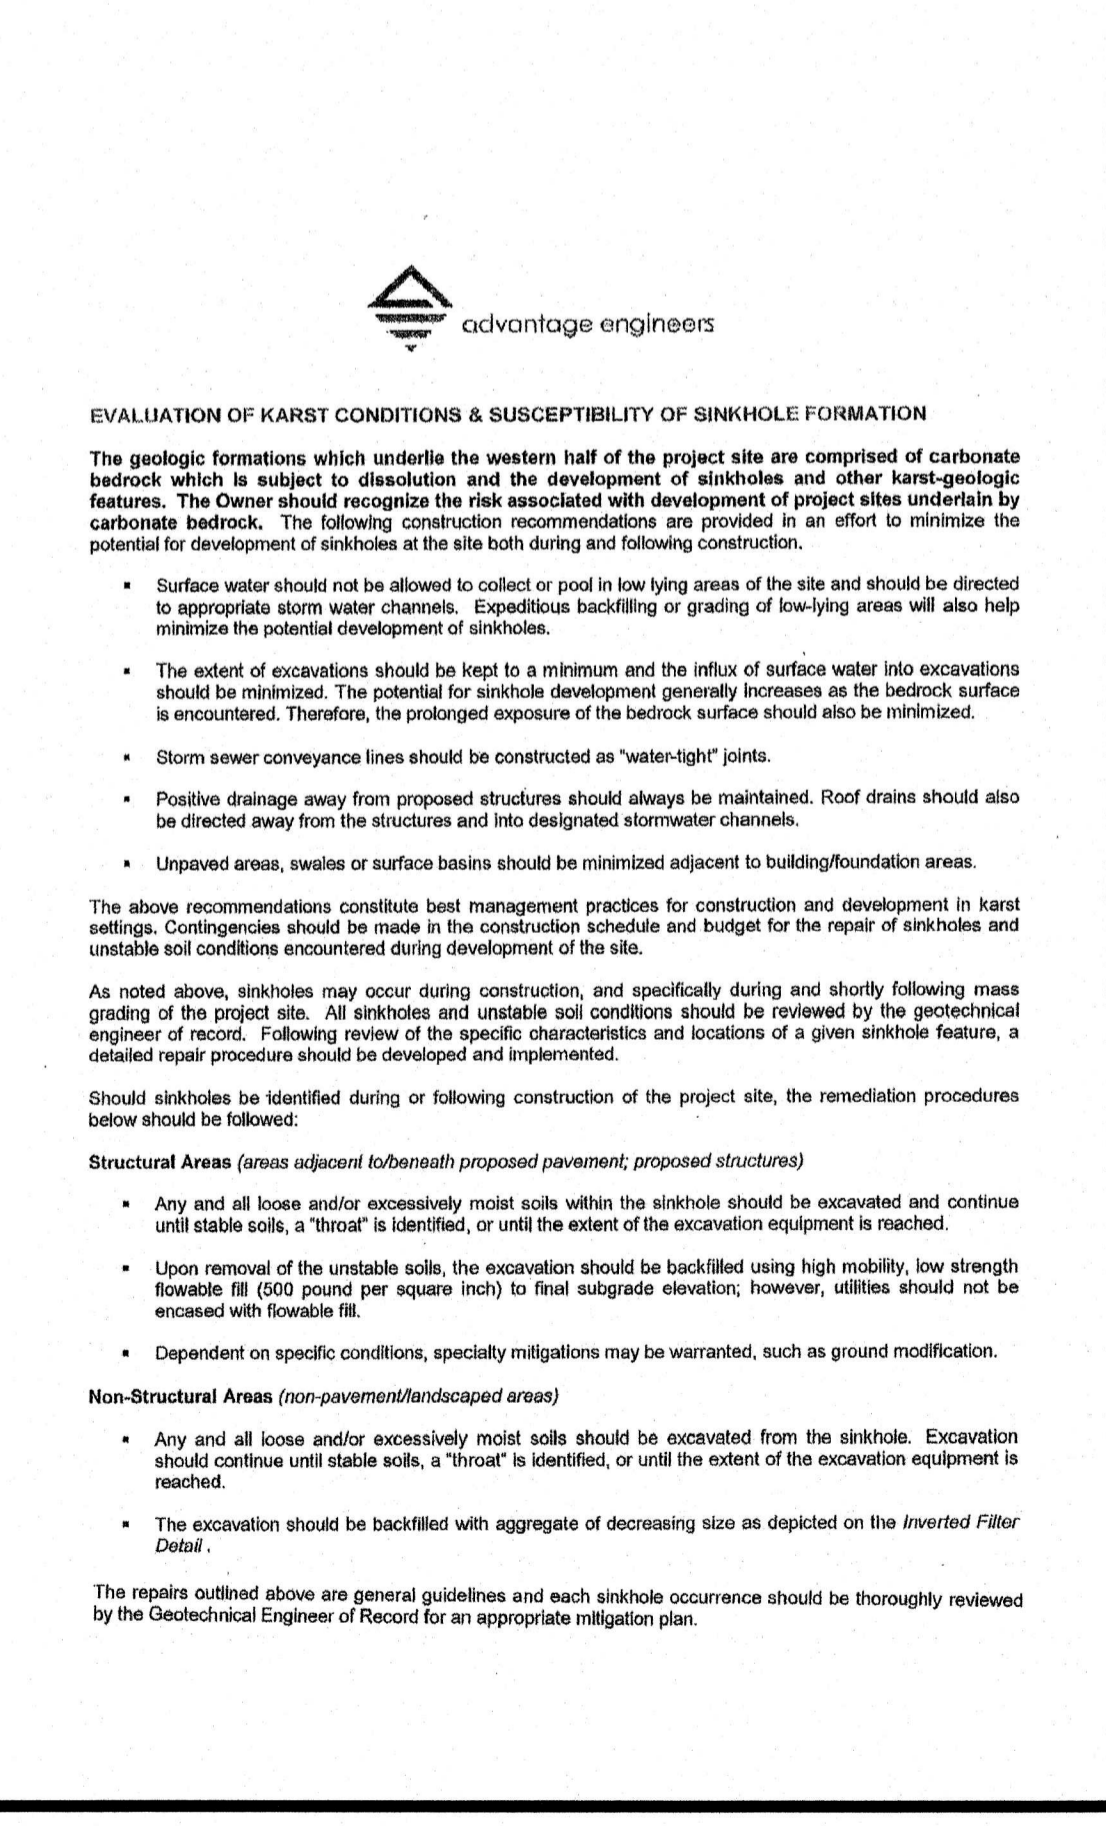 advantage engineers
EVALUATION OF KARST CONDITIONS & SUSCEPTIBILITY OF SINKHOLE FORMATION
The geologic formations which underlie the western half of the project site are comprised of carbonate
bedrock which is subject to dissolution and the development of sinkholes and other karst-geologic
features. The Owner should recognize the risk associated with development of project sites underlain by
carbonate bedrock. The following construction recommendations are provided in an effort to minimize the
potential for development of sinkholes at the site both during and following construction.
▪ Surface water should not be allowed to collect or pool in low lying areas of the site and should be directed
to appropriate storm water channels. Expeditious backfilling or grading of low-lying areas will also help
minimize the potential development of sinkholes.
▪ The extent of excavations should be kept to a minimum and the influx of surface water into excavations
should be minimized. The potential for sinkhole development generally increases as the bedrock surface
is encountered. Therefore, the prolonged exposure of the bedrock surface should also be minimized.
▪ Storm sewer conveyance lines should be constructed as "water-tight" joints.
▪ Positive drainage away from proposed structures should always be maintained. Roof drains should also
be directed away from the structures and into designated stormwater channels.
▪ Unpaved areas, swales or surface basins should be minimized adjacent to building/foundation areas.
The above recommendations constitute best management practices for construction and development in karst
settings. Contingencies should be made in the construction schedule and budget for the repair of sinkholes and
unstable soil conditions encountered during development of the site.
As noted above, sinkholes may occur during construction, and specifically during and shortly following mass
grading of the project site. All sinkholes and unstable soil conditions should be reviewed by the geotechnical
engineer of record. Following review of the specific characteristics and locations of a given sinkhole feature, a
detailed repair procedure should be developed and implemented.
Should sinkholes be identified during or following construction of the project site, the remediation procedures
below should be followed:
Structural Areas (areas adjacent to/beneath proposed pavement; proposed structures)
▪ Any and all loose and/or excessively moist soils within the sinkhole should be excavated and continue
until stable soils, a "throat" is identified, or until the extent of the excavation equipment is reached.
▪ Upon removal of the unstable soils, the excavation should be backfilled using high mobility, low strength
flowable fill (500 pound per square inch) to final subgrade elevation; however, utilities should not be
encased with flowable fill.
▪ Dependent on specific conditions, specialty mitigations may be warranted, such as ground modification.
Non-Structural Areas (non-pavement/landscaped areas)
▪ Any and all loose and/or excessively moist soils should be excavated from the sinkhole. Excavation
should continue until stable soils, a "throat" is identified, or until the extent of the excavation equipment is
reached.
▪ The excavation should be backfilled with aggregate of decreasing size as depicted on the Inverted Filter
Detail.
The repairs outlined above are general guidelines and each sinkhole occurrence should be thoroughly reviewed
by the Geotechnical Engineer of Record for an appropriate mitigation plan.